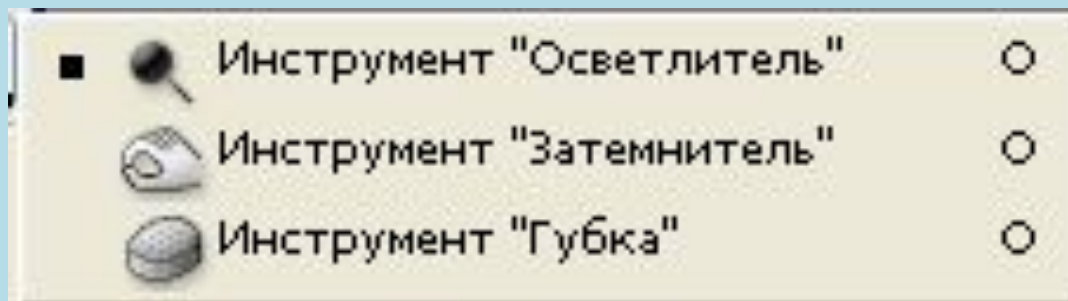 Инструмент "Осветлитель" O
Инструмент "Затемнитель" O
Инструмент "Губка" O